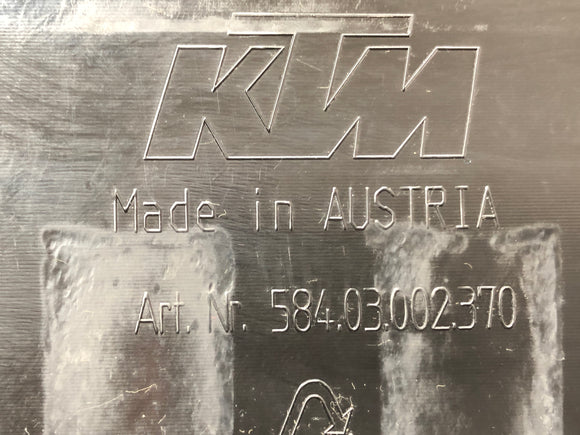 KTM
Made in AUSTRIA
Art. Nr. 584.03.002.370